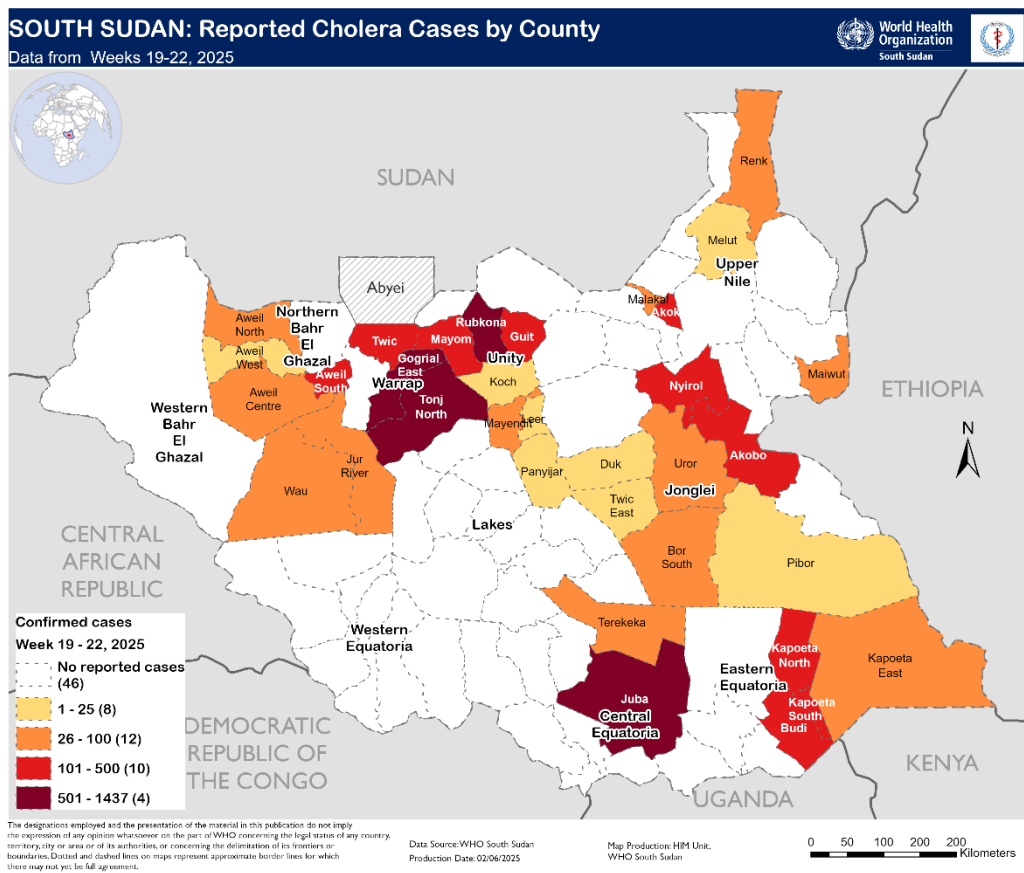 SOUTH SUDAN: Reported Cholera Cases by County
Data from Weeks 19-22, 2025
World Health
Organization
South Sudan
SUDAN
Renk
Melut
Upper
Nile
Abyei
Malakal
Akok
Northern
Bahr
El
Ghazal
Aweil
North
Aweil
West
Aweil
South
Aweil
Centre
Twic
Mayom
Rubkona
Guit
Unity
Gogrial
East
Warrap
Koch
Tonj
North
Mayendit
Leer
Nyirol
Maiwut
ETHIOPIA
Western
Bahr
El
Ghazal
Jur
River
Wau
Panyijar
Duk
Uror
Akobo
Twic
East
Jonglei
N
Lakes
Bor
South
Pibor
CENTRAL
AFRICAN
REPUBLIC
Western
Equatoria
Terekeka
Kapoeta
North
Eastern
Equatoria
Kapoeta
East
Juba
Central
Equatoria
Kapoeta
South
Budi
DEMOCRATIC
REPUBLIC OF
THE CONGO
UGANDA
KENYA
Confirmed cases
Week 19 - 22, 2025
No reported cases
(46)
1 - 25 (8)
26 - 100 (12)
101 - 500 (10)
501 - 1437 (4)
The designations employed and the presentation of the material in this publication do not imply
the expression of any opinion whatsoever on the part of WHO concerning the legal status of any country,
territory, city or area or of its authorities, or concerning the delimitation of its frontiers or
boundaries. Dotted and dashed lines on maps represent approximate border lines for which
there may not yet be full agreement.
Data Source: WHO South Sudan
Production Date: 02/06/2025
Map Production: HIM Unit,
WHO South Sudan
0 50 100 150 200
Kilometers